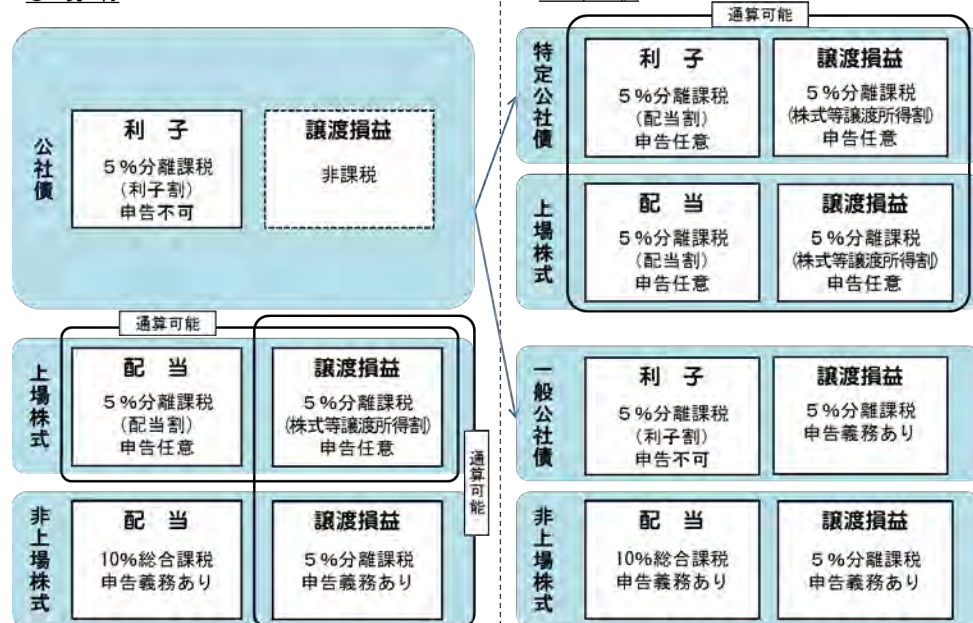 公社債
利 子
5%分離課税
(利子割)
申告不可
譲渡損益
非課税
通算可能
上場株式
配 当
5%分離課税
(配当割)
申告任意
譲渡損益
5%分離課税
(株式等譲渡所得割)
申告任意
通算可能
非上場株式
配 当
10%総合課税
申告義務あり
譲渡損益
5%分離課税
申告義務あり
通算可能
特定公社債
利 子
5%分離課税
(配当割)
申告任意
譲渡損益
5%分離課税
(株式等譲渡所得割)
申告任意
上場株式
配 当
5%分離課税
(配当割)
申告任意
譲渡損益
5%分離課税
(株式等譲渡所得割)
申告任意
一般公社債
利 子
5%分離課税
(利子割)
申告不可
譲渡損益
5%分離課税
申告義務あり
非上場株式
配 当
10%総合課税
申告義務あり
譲渡損益
5%分離課税
申告義務あり